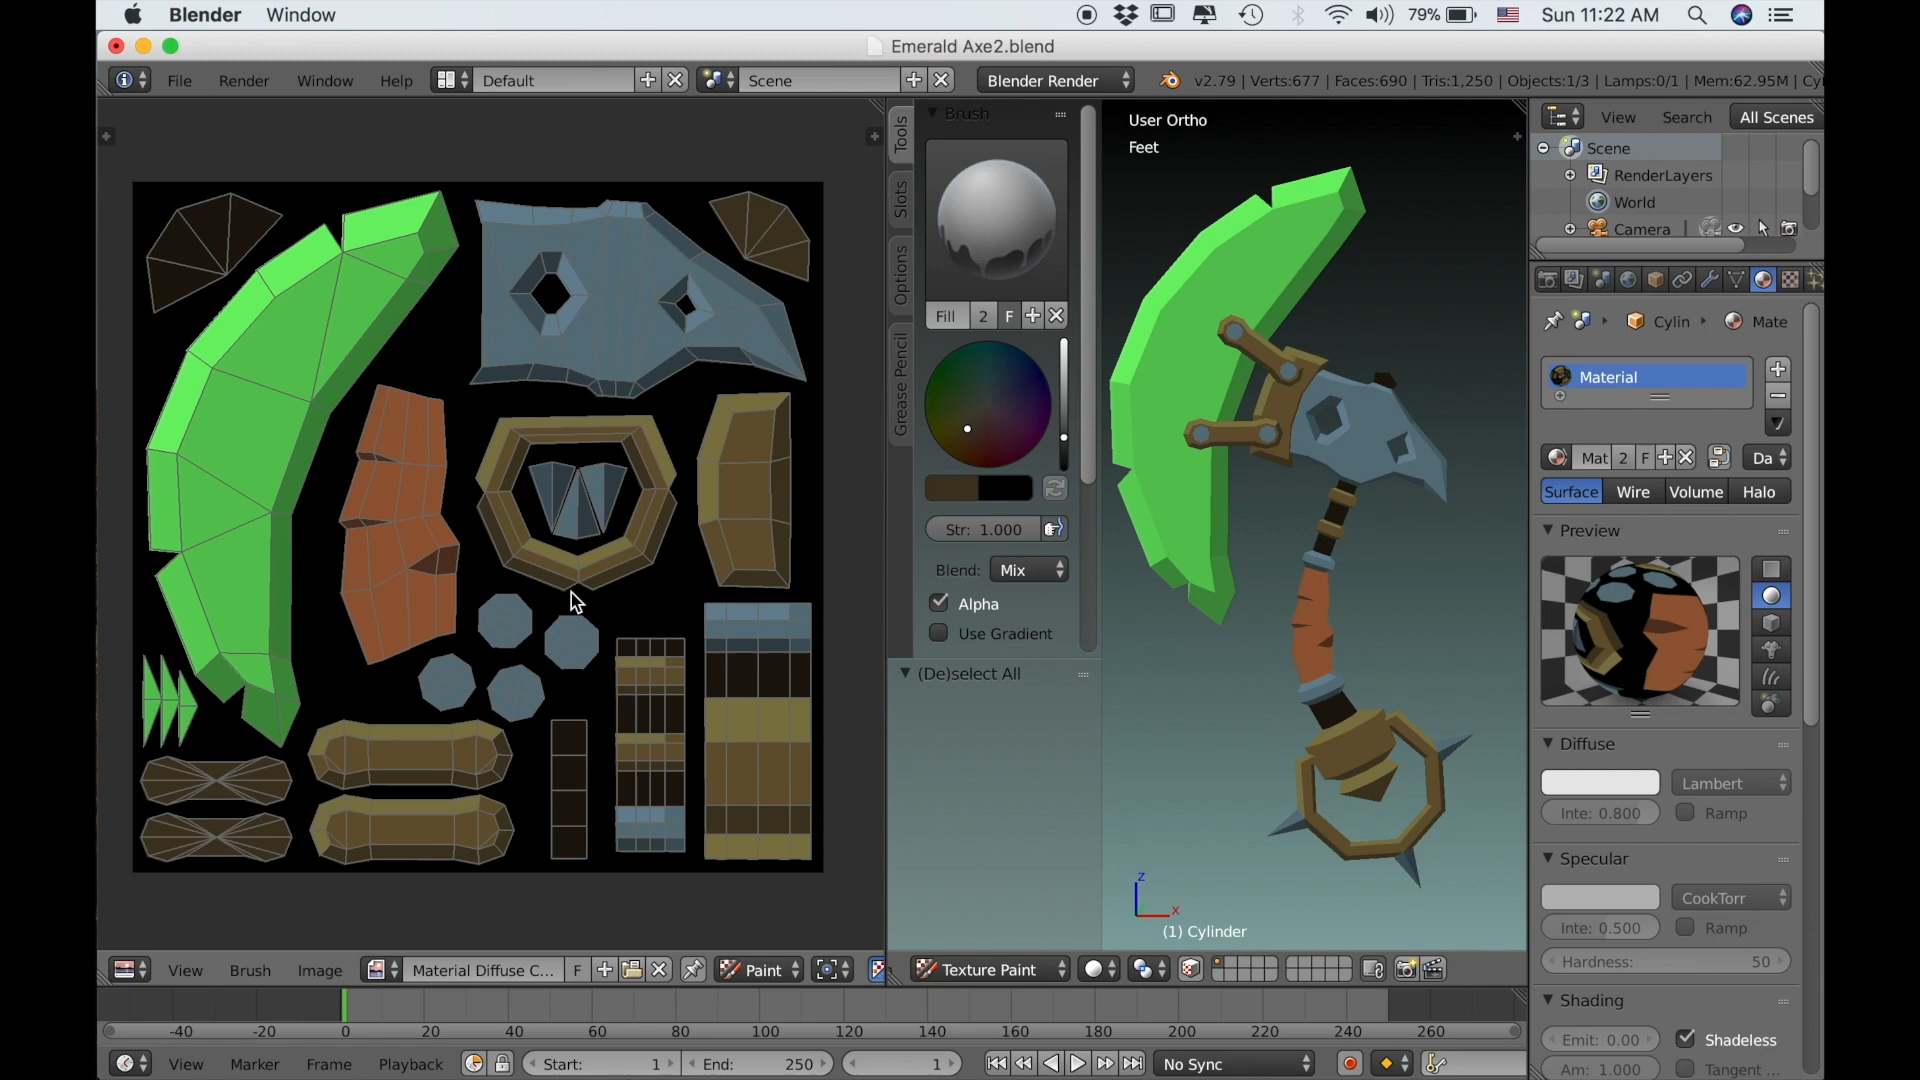 Blender Window 79% Sun 11:22 AM
Emerald Axe2.blend
File Render Window Help Default Scene Blender Render v2.79 | Verts:677 | Faces:690 | Tris:1,250 | Objects:1/3 | Lamps:0/1 | Mem:62.95M | Cy
Tools
Slots
Options
Grease Pencil
Brush
Fill 2 F
Str: 1.000
Blend: Mix
Alpha
Use Gradient
(De)select All
User Ortho
Feet
Z
X
(1) Cylinder
View Search All Scenes
Scene
RenderLayers
World
Camera
Cylin Mate
Material
Mat 2 F Da
Surface Wire Volume Halo
Preview
Diffuse
Lambert
Inte: 0.800 Ramp
Specular
CookTorr
Inte: 0.500 Ramp
Hardness: 50
Shading
Emit: 0.00 Shadeless
Am: 1.000 Tangent ...
View Brush Image Material Diffuse C... F Paint Texture Paint
-40 -20 0 20 40 60 80 100 120 140 160 180 200 220 240 260
View Marker Frame Playback Start: 1 End: 250 1 No Sync